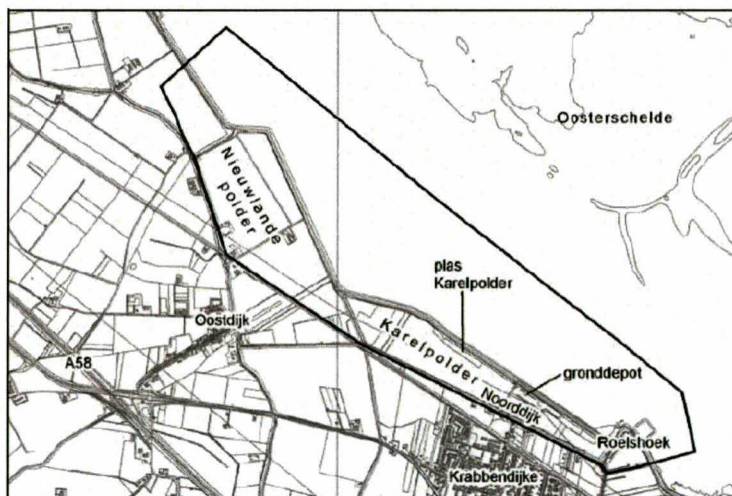 Oosterschelde
Nieuwlande
polder
plas
Karelpolder
Oostdijk
Karelpolder
A58
gronddepot
Noorddijk
Roelshoek
Krabbendijke